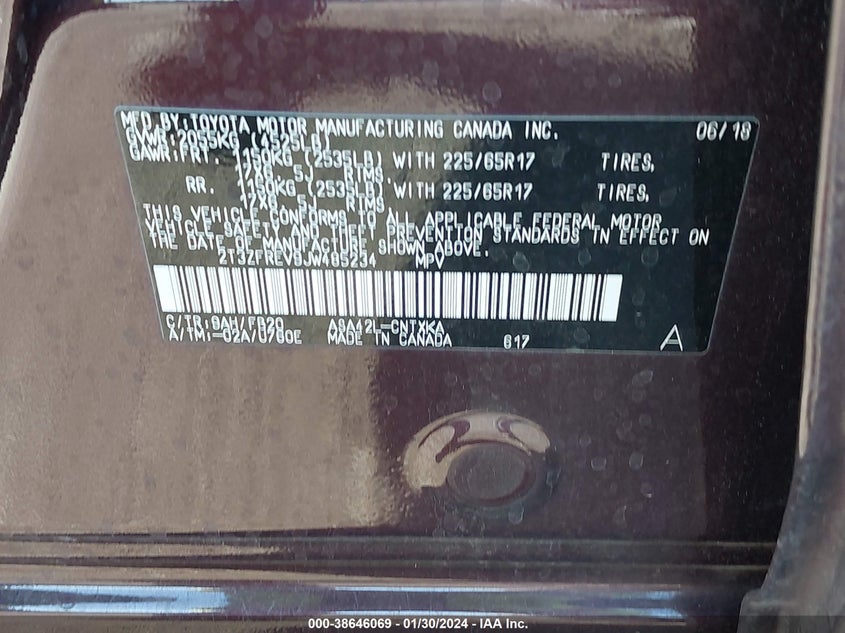 MFD BY:TOYOTA MOTOR MANUFACTURING CANADA INC. 06/18
GVWR:2055KG (4525LB)
GAWR:FRT. 1150KG (2535LB) WITH 225/65R17 TIRES,
17X6. 5J RIMS.
RR. 1150KG (2535LB) WITH 225/65R17 TIRES,
17X6. 5J RIMS
THIS VEHICLE CONFORMS TO ALL APPLICABLE FEDERAL MOTOR
VEHICLE SAFETY AND THEFT PREVENTION STANDARDS IN EFFECT ON
THE DATE OF MANUFACTURE SHOWN ABOVE.
MPV
C/TR: ASA42L-CNTXKA
A/TM:-02A/U760E MADE IN CANADA 617 A
000-38646069 - 01/30/2024 - IAA Inc.